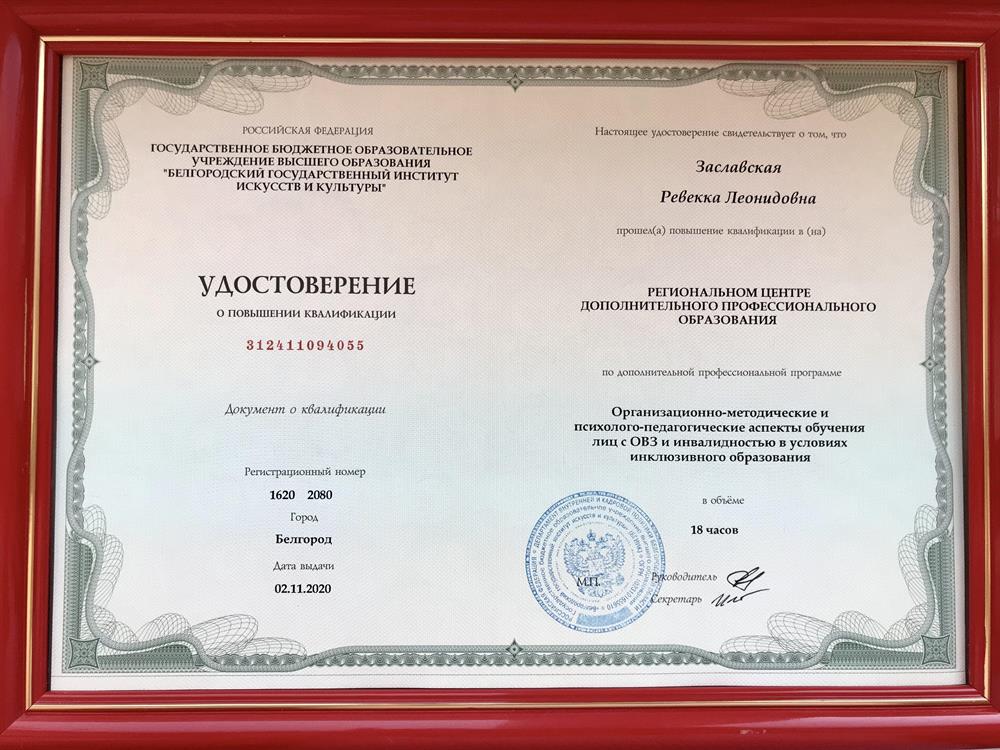 РОССИЙСКАЯ ФЕДЕРАЦИЯ
ГОСУДАРСТВЕННОЕ БЮДЖЕТНОЕ ОБРАЗОВАТЕЛЬНОЕ
УЧРЕЖДЕНИЕ ВЫСШЕГО ОБРАЗОВАНИЯ
"БЕЛГОРОДСКИЙ ГОСУДАРСТВЕННЫЙ ИНСТИТУТ
ИСКУССТВ И КУЛЬТУРЫ"
УДОСТОВЕРЕНИЕ
О ПОВЫШЕНИИ КВАЛИФИКАЦИИ
312411094055
Документ о квалификации
Регистрационный номер
1620 2080
Город
Белгород
Дата выдачи
02.11.2020
Настоящее удостоверение свидетельствует о том, что
Заславская
Ревекка Леонидовна
прошел(а) повышение квалификации в (на)
РЕГИОНАЛЬНОМ ЦЕНТРЕ
ДОПОЛНИТЕЛЬНОГО ПРОФЕССИОНАЛЬНОГО
ОБРАЗОВАНИЯ
по дополнительной профессиональной программе
Организационно-методические и
психолого-педагогические аспекты обучения
лиц с ОВЗ и инвалидностью в условиях
инклюзивного образования
в объёме
18 часов
М.П.
Руководитель
Секретарь